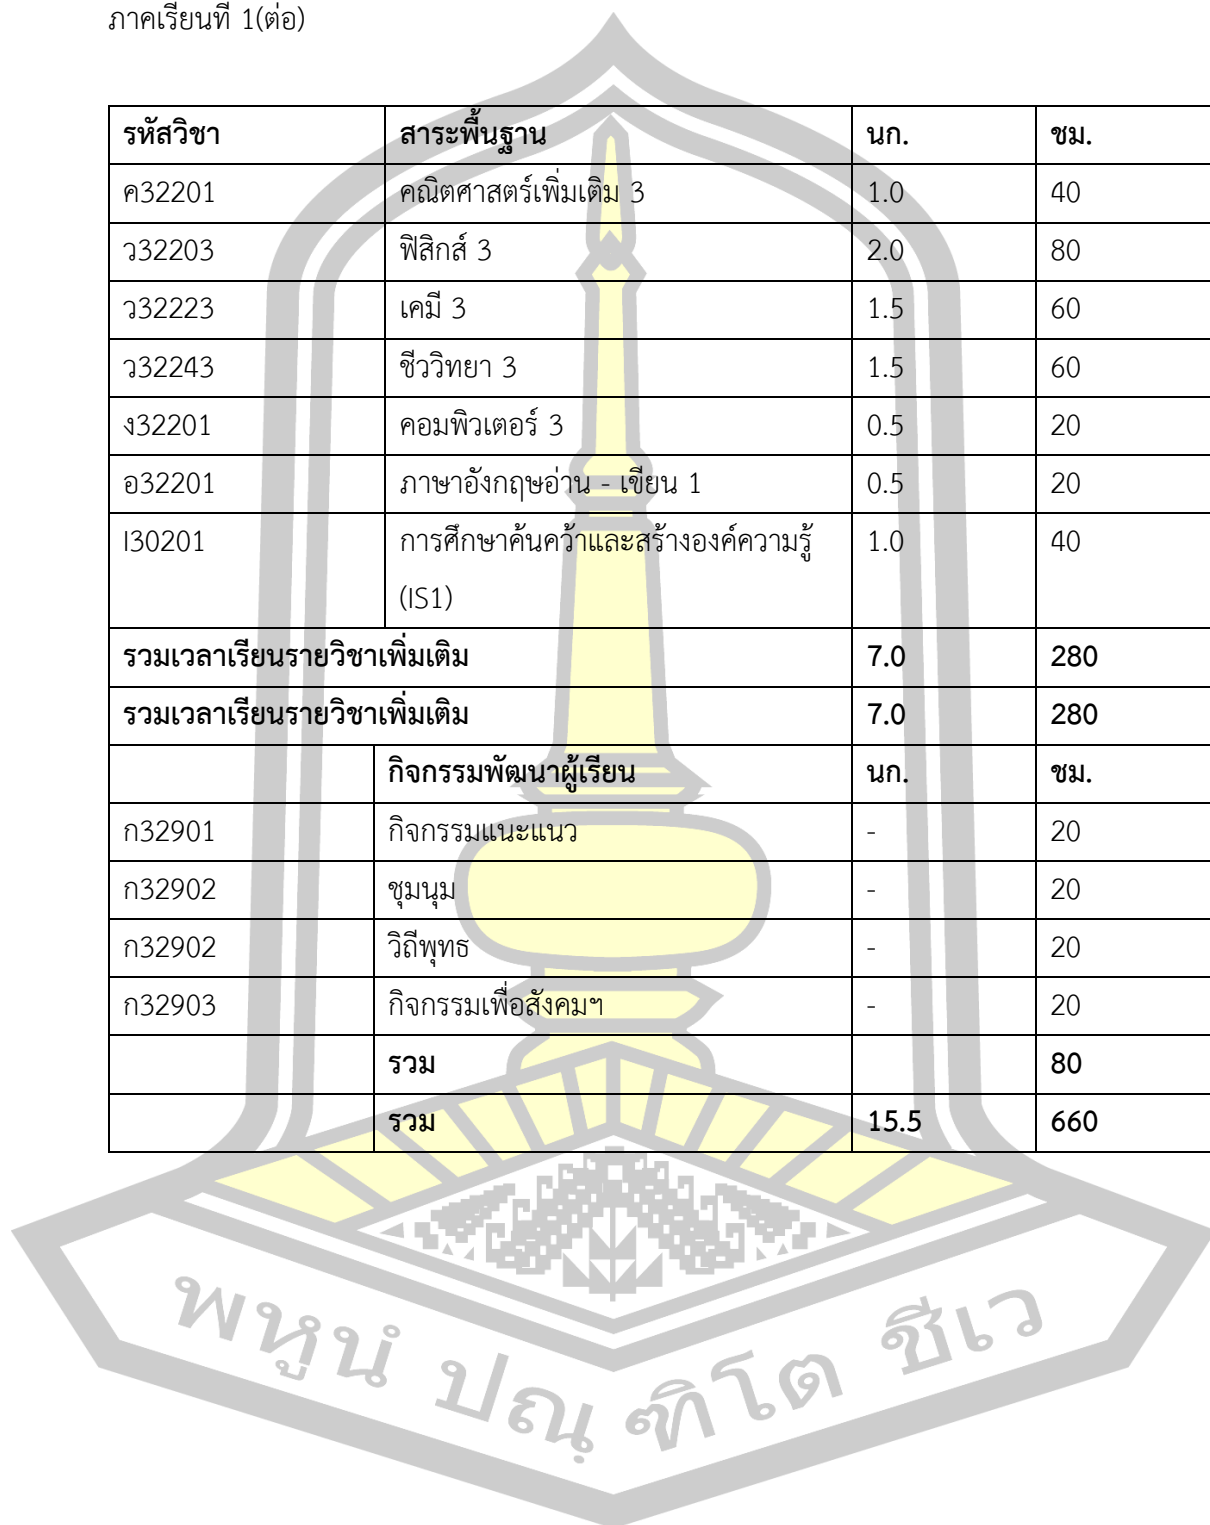 ภาคเรียนที่ 1(ต่อ)
รหัสวิชา สาระพื้นฐาน นก. ชม.
ค32201 คณิตศาสตร์เพิ่มเติม 3 1.0 40
ว32203 ฟิสิกส์ 3 2.0 80
ว32223 เคมี 3 1.5 60
ว32243 ชีววิทยา 3 1.5 60
ง32201 คอมพิวเตอร์ 3 0.5 20
อ32201 ภาษาอังกฤษอ่าน - เขียน 1 0.5 20
I30201 การศึกษาค้นคว้าและสร้างองค์ความรู้ 1.0 40
(IS1)
รวมเวลาเรียนรายวิชาเพิ่มเติม 7.0 280
รวมเวลาเรียนรายวิชาเพิ่มเติม 7.0 280
กิจกรรมพัฒนาผู้เรียน นก. ชม.
ก32901 กิจกรรมแนะแนว - 20
ก32902 ชุมนุม - 20
ก32902 วิถีพุทธ - 20
ก32903 กิจกรรมเพื่อสังคมฯ - 20
รวม 80
รวม 15.5 660
พหูนํ ปณฺฑิโต ชีเว